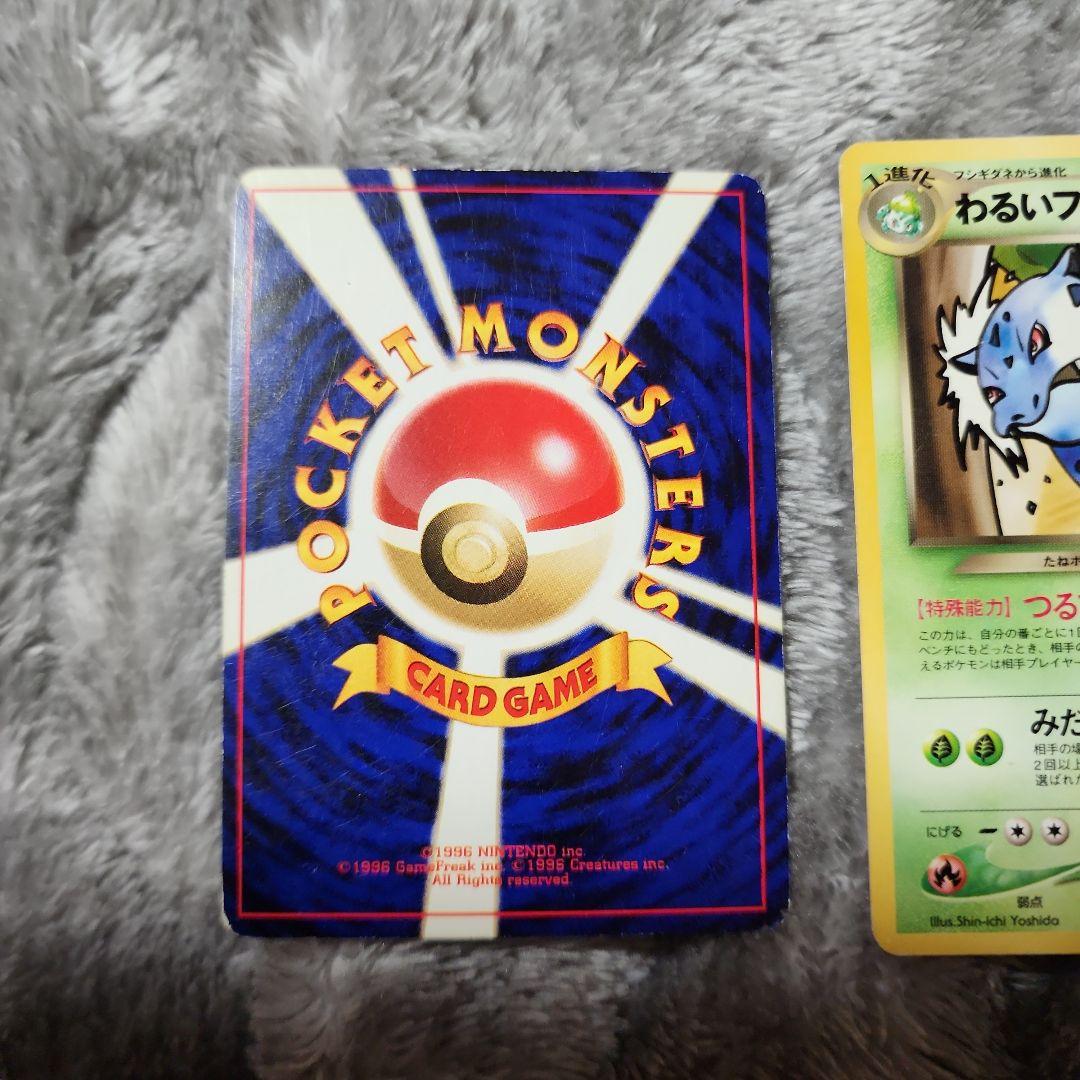 POCKET MONSTERS
CARD GAME
©1996 NINTENDO inc.
©1996 GameFreak inc. ©1996 Creatures inc.
All Rights reserved.
1進化
フシギダネから進化
わるいフ
たねポ
【特殊能力】つる
この力は、自分の番ごとに1
ベンチにもどったとき、相手の
えるポケモンは相手プレイヤー
みだ
相手の場
2回以上
選ばれた
にげる
弱点
Illus.Shin-ichi Yoshida